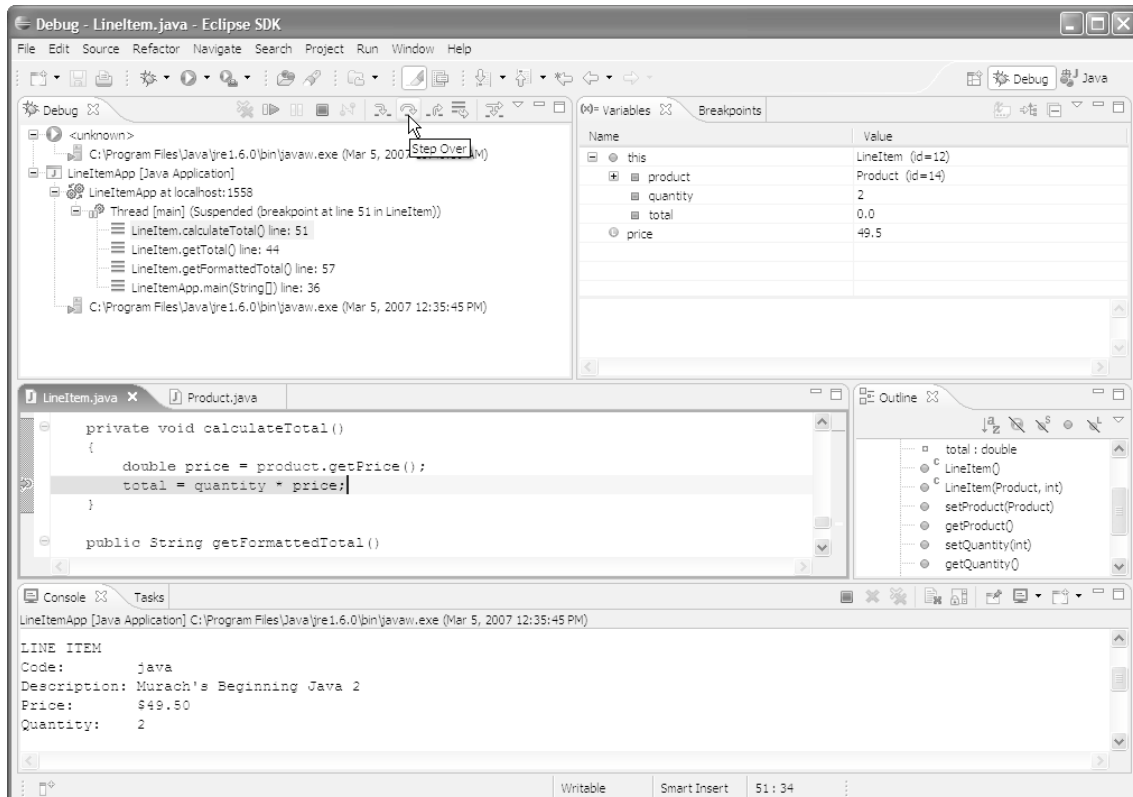 Debug - LineItem.java - Eclipse SDK
File Edit Source Refactor Navigate Search Project Run Window Help
Debug Java
Debug
<unknown>
C:\Program Files\Java\jre1.6.0\bin\javaw.exe (Mar 5, 2007 AM)
Step Over
LineItemApp [Java Application]
LineItemApp at localhost:1558
Thread [main] (Suspended (breakpoint at line 51 in LineItem))
LineItem.calculateTotal() line: 51
LineItem.getTotal() line: 44
LineItem.getFormattedTotal() line: 57
LineItemApp.main(String[]) line: 36
C:\Program Files\Java\jre1.6.0\bin\javaw.exe (Mar 5, 2007 12:35:45 PM)
(x)= Variables Breakpoints
Name Value
this LineItem (id=12)
product Product (id=14)
quantity 2
total 0.0
price 49.5
LineItem.java Product.java
private void calculateTotal()
{
double price = product.getPrice();
total = quantity * price;
}
public String getFormattedTotal()
Outline
total : double
LineItem()
LineItem(Product, int)
setProduct(Product)
getProduct()
setQuantity(int)
getQuantity()
Console Tasks
LineItemApp [Java Application] C:\Program Files\Java\jre1.6.0\bin\javaw.exe (Mar 5, 2007 12:35:45 PM)
LINE ITEM
Code: java
Description: Murach's Beginning Java 2
Price: $49.50
Quantity: 2
Writable Smart Insert 51 : 34